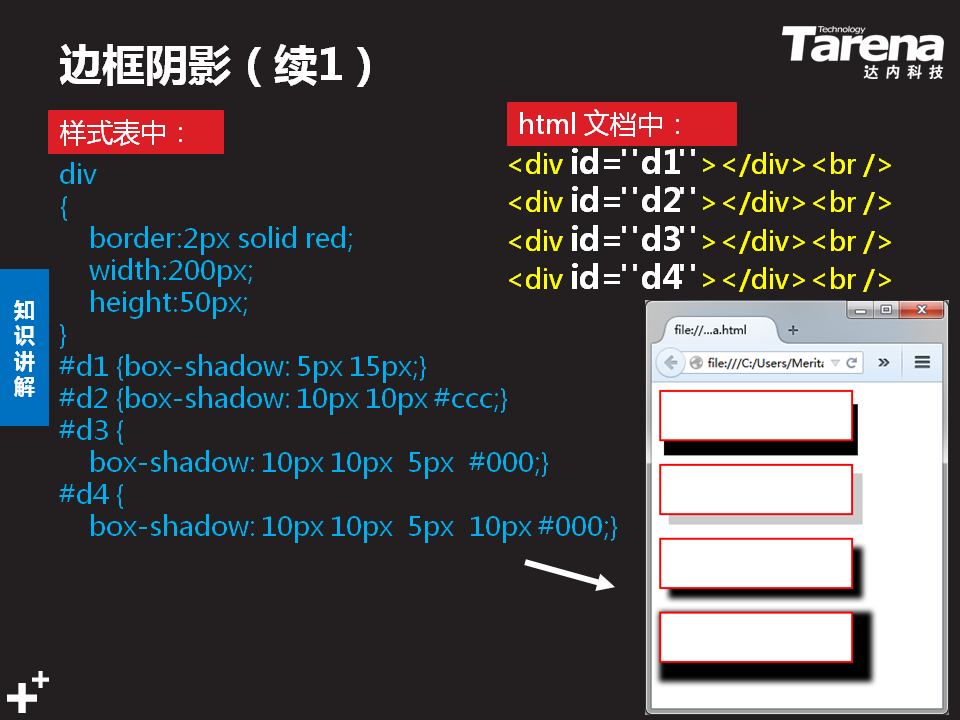 边框阴影（续1）
Technology
Tarena
达内科技
样式表中：
div
{
border:2px solid red;
width:200px;
height:50px;
}
#d1 {box-shadow: 5px 15px;}
#d2 {box-shadow: 10px 10px #ccc;}
#d3 {
box-shadow: 10px 10px  5px  #000;}
#d4 {
box-shadow: 10px 10px  5px  10px #000;}
html 文档中：
<div id=''d1''></div><br />
<div id=''d2''></div><br />
<div id=''d3''></div><br />
<div id=''d4''></div><br />
知识讲解
file://...a.html
file:///C:/Users/Merita